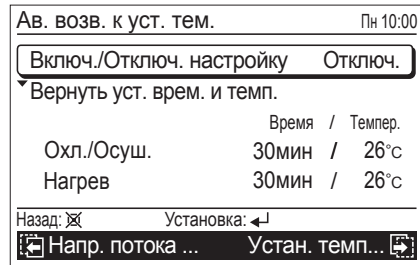 Ав. возв. к уст. тем. Пн 10:00
Включ./Отключ. настройку Отключ.
Вернуть уст. врем. и темп.
Время / Темпер.
Охл./Осуш. 30мин / 26°C
Нагрев 30мин / 26°C
Назад: Установка:
Напр. потока ... Устан. темп...